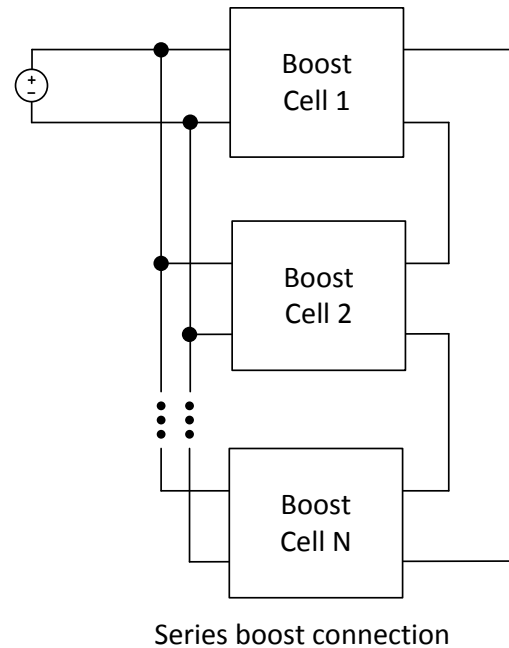 +
−
Boost
Cell 1
Boost
Cell 2
Boost
Cell N
Series boost connection